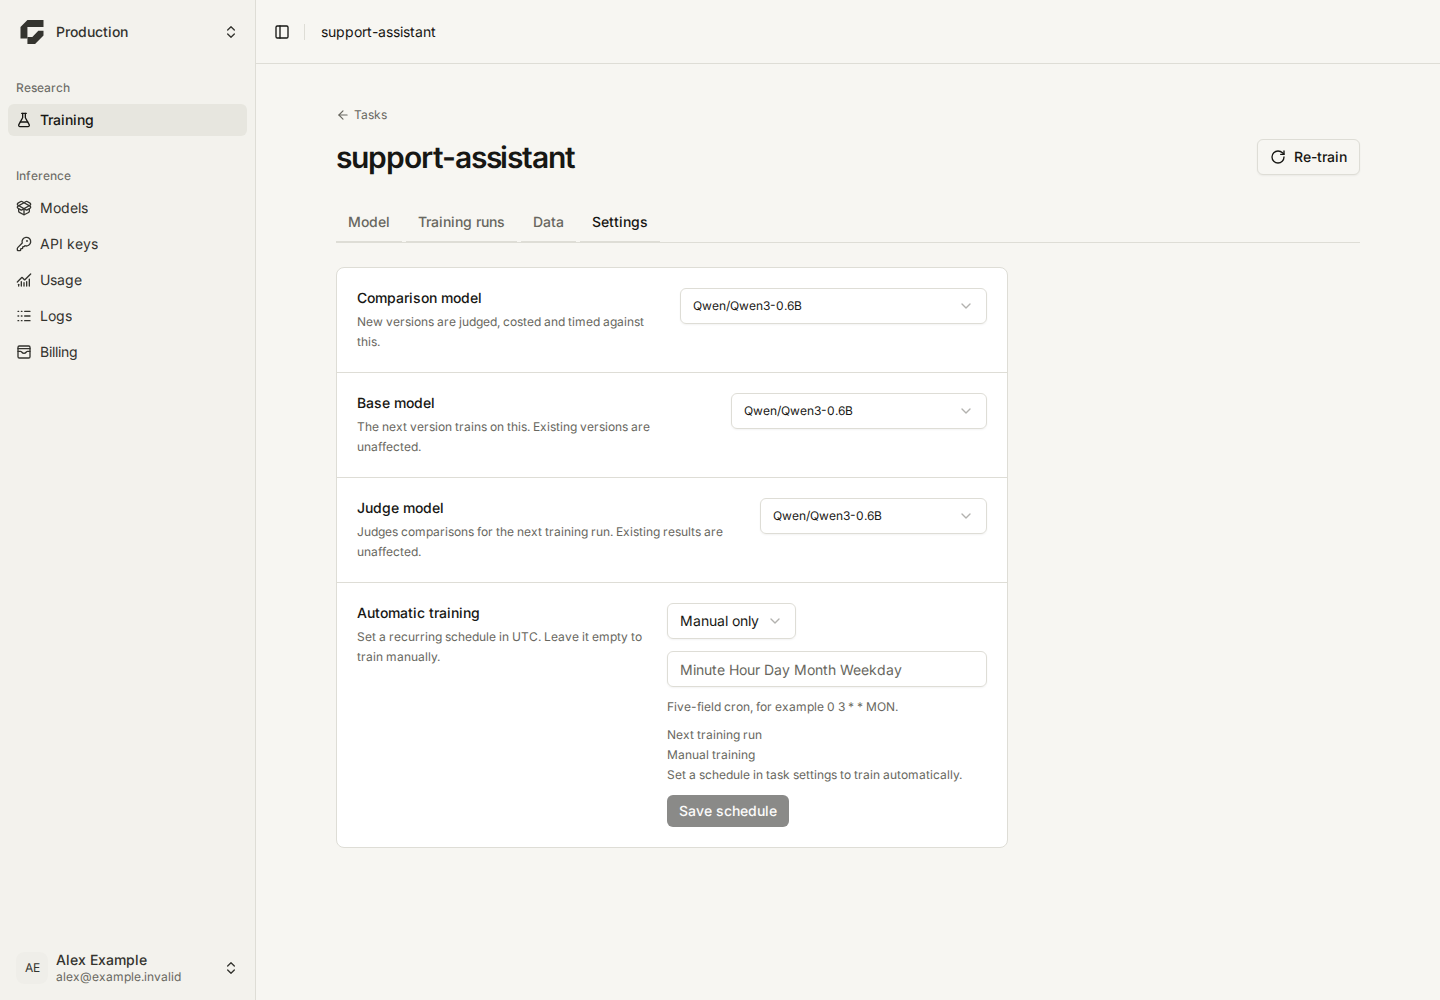 Production
support-assistant
Research
Training
Inference
Models
API keys
Usage
Logs
Billing
Tasks
support-assistant
Re-train
Model
Training runs
Data
Settings
Comparison model
New versions are judged, costed and timed against
this.
Qwen/Qwen3-0.6B
Base model
The next version trains on this. Existing versions are
unaffected.
Qwen/Qwen3-0.6B
Judge model
Judges comparisons for the next training run. Existing results are
unaffected.
Qwen/Qwen3-0.6B
Automatic training
Set a recurring schedule in UTC. Leave it empty to
train manually.
Manual only
Minute Hour Day Month Weekday
Five-field cron, for example 0 3 * * MON.
Next training run
Manual training
Set a schedule in task settings to train automatically.
Save schedule
AE
Alex Example
alex@example.invalid